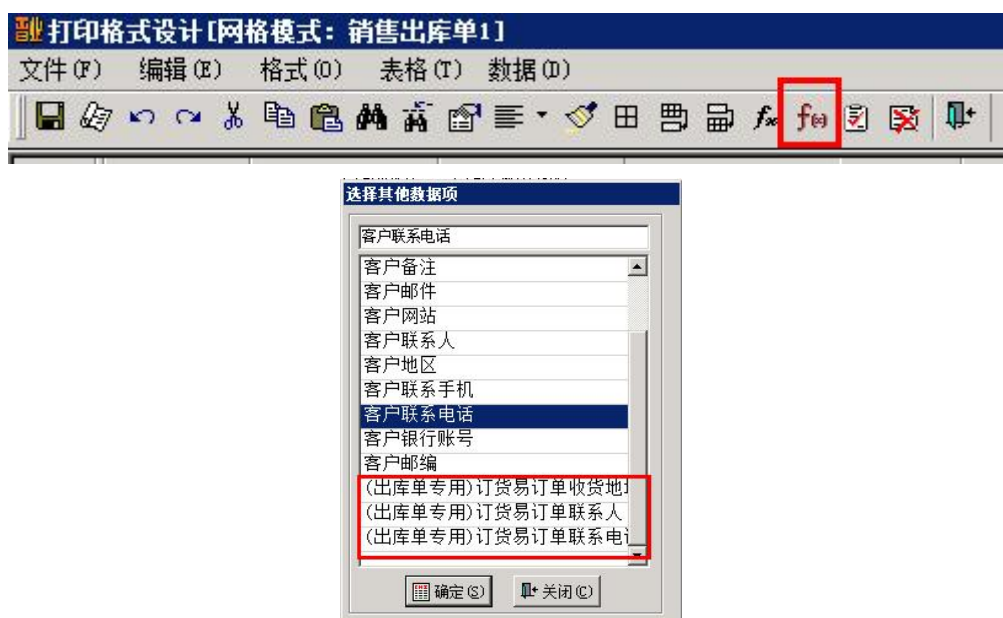 打印格式设计[网格模式：销售出库单1]
文件(F) 编辑(E) 格式(O) 表格(T) 数据(D)
选择其他数据项
客户联系电话
客户备注
客户邮件
客户网站
客户联系人
客户地区
客户联系手机
客户联系电话
客户银行账号
客户邮编
(出库单专用)订货易订单收货地
(出库单专用)订货易订单联系人
(出库单专用)订货易订单联系电
确定(S) 关闭(C)